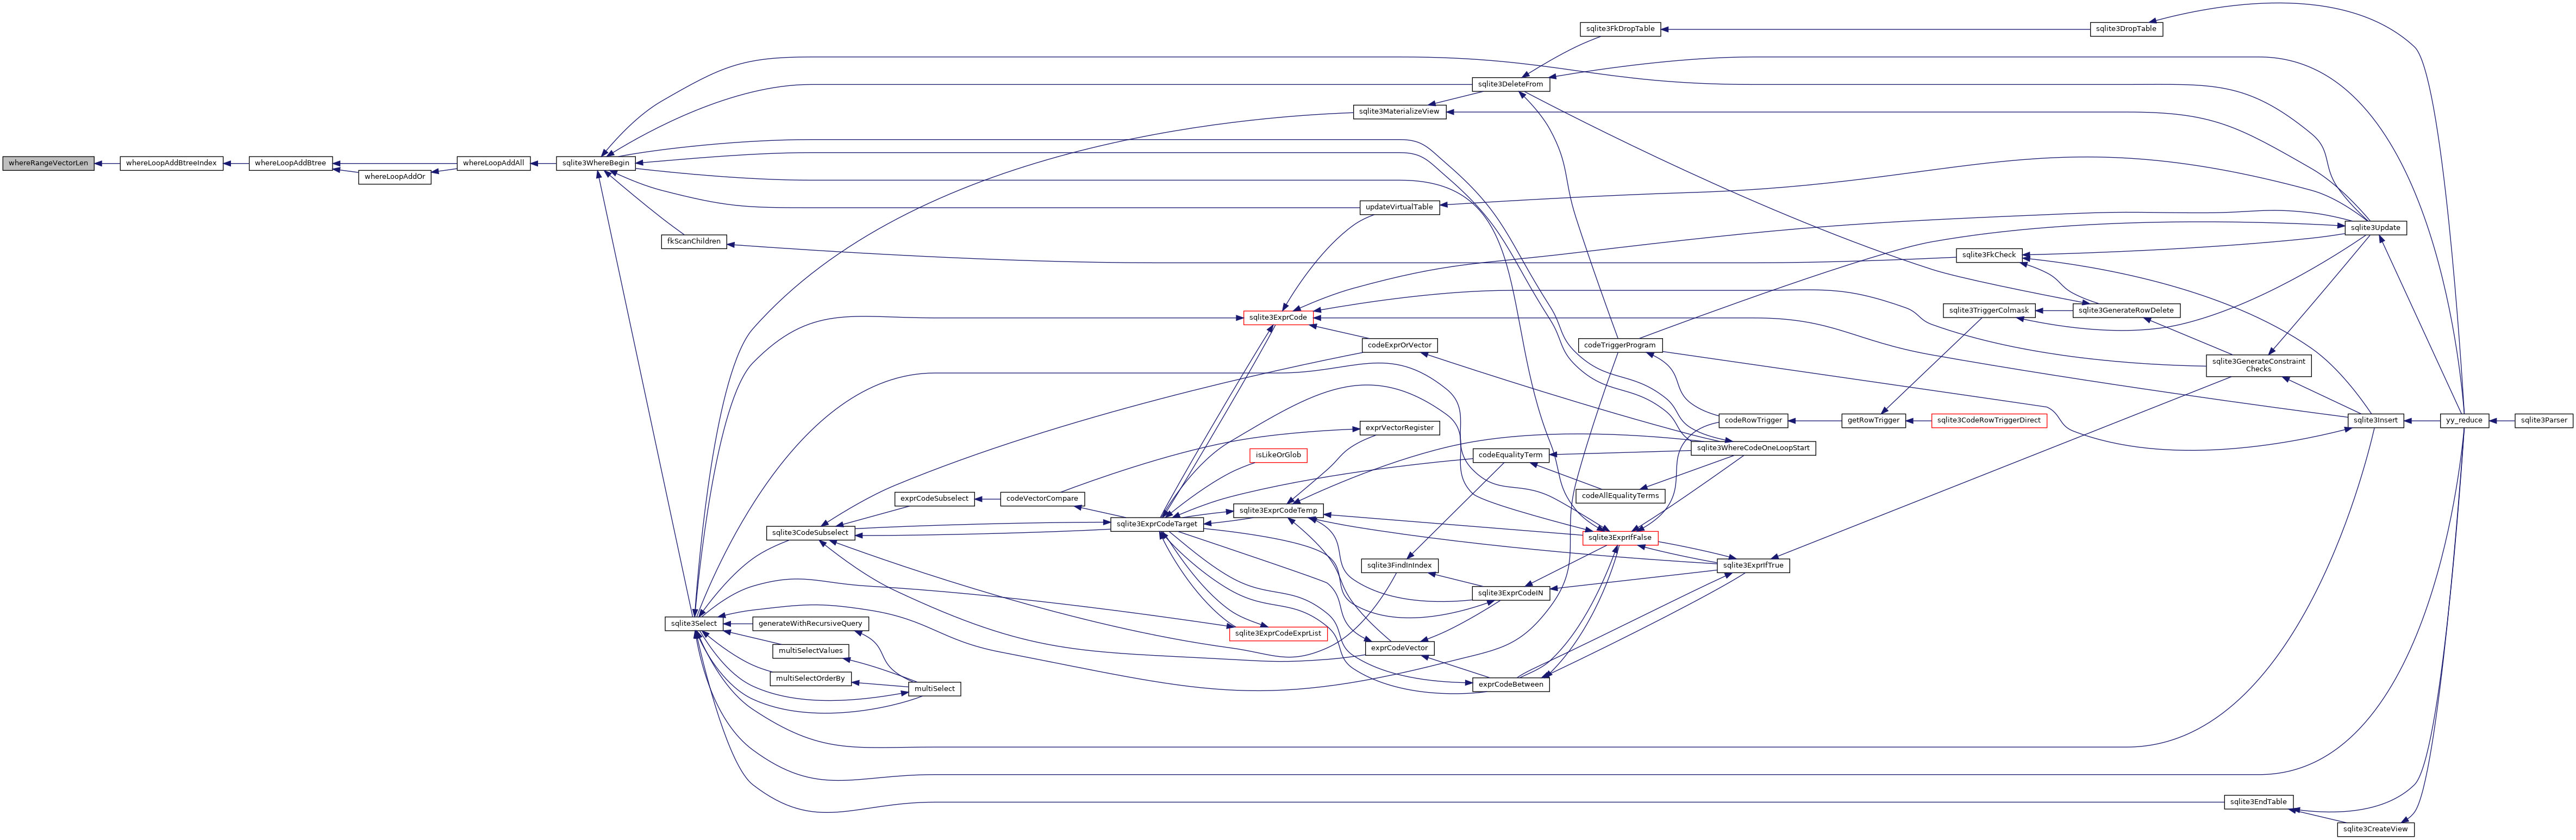 sqlite3FkDropTable
sqlite3DropTable
sqlite3DeleteFrom
sqlite3MaterializeView
whereRangeVectorLen
whereLoopAddBtreeIndex
whereLoopAddBtree
whereLoopAddAll
sqlite3WhereBegin
whereLoopAddOr
updateVirtualTable
sqlite3Update
fkScanChildren
sqlite3FkCheck
sqlite3TriggerColmask
sqlite3GenerateRowDelete
sqlite3ExprCode
codeExprOrVector
codeTriggerProgram
sqlite3GenerateConstraint
Checks
exprVectorRegister
codeRowTrigger
getRowTrigger
sqlite3CodeRowTriggerDirect
sqlite3Insert
yy_reduce
sqlite3Parser
isLikeOrGlob
codeEqualityTerm
sqlite3WhereCodeOneLoopStart
exprCodeSubselect
codeVectorCompare
codeAllEqualityTerms
sqlite3ExprCodeTemp
sqlite3ExprCodeTarget
sqlite3CodeSubselect
sqlite3ExprIfFalse
sqlite3FindInIndex
sqlite3ExprIfTrue
sqlite3ExprCodeIN
sqlite3Select
generateWithRecursiveQuery
sqlite3ExprCodeExprList
multiSelectValues
exprCodeVector
multiSelectOrderBy
multiSelect
exprCodeBetween
sqlite3EndTable
sqlite3CreateView